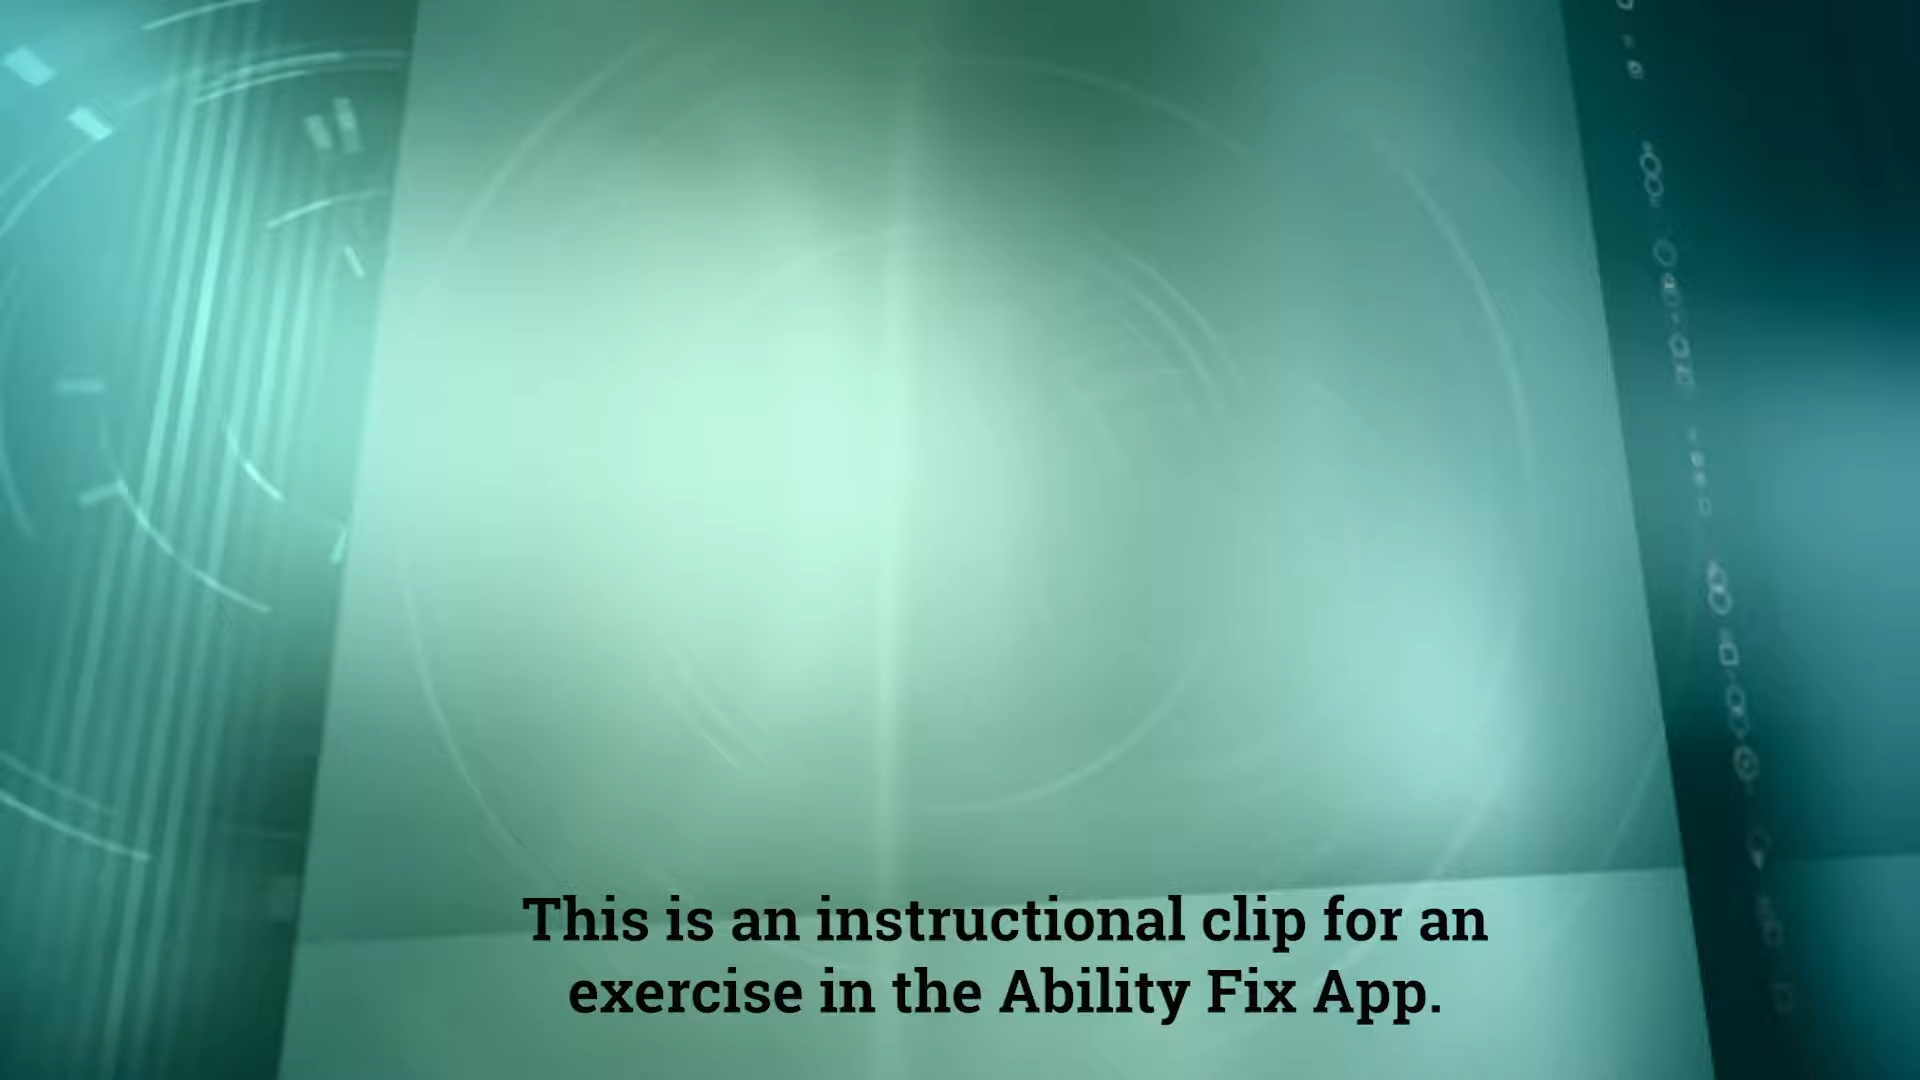 This is an instructional clip for an
exercise in the Ability Fix App.